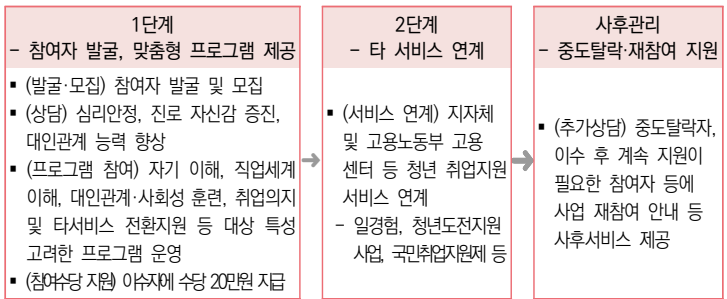 1단계
- 참여자 발굴, 맞춤형 프로그램 제공
▪ (발굴·모집) 참여자 발굴 및 모집
▪ (상담) 심리안정, 진로 자신감 증진,
대인관계 능력 향상
▪ (프로그램 참여) 자기 이해, 직업세계
이해, 대인관계·사회성 훈련, 취업의지
및 타서비스 전환지원 등 대상 특성
고려한 프로그램 운영
▪ (참여수당 지원) 이수자에 수당 20만원 지급
➔
2단계
- 타 서비스 연계
▪ (서비스 연계) 지자체
및 고용노동부 고용
센터 등 청년 취업지원
서비스 연계
- 일경험, 청년도전지원
사업, 국민취업지원제 등
➔
사후관리
- 중도탈락·재참여 지원
▪ (추가상담) 중도탈락자,
이수 후 계속 지원이
필요한 참여자 등에
사업 재참여 안내 등
사후서비스 제공